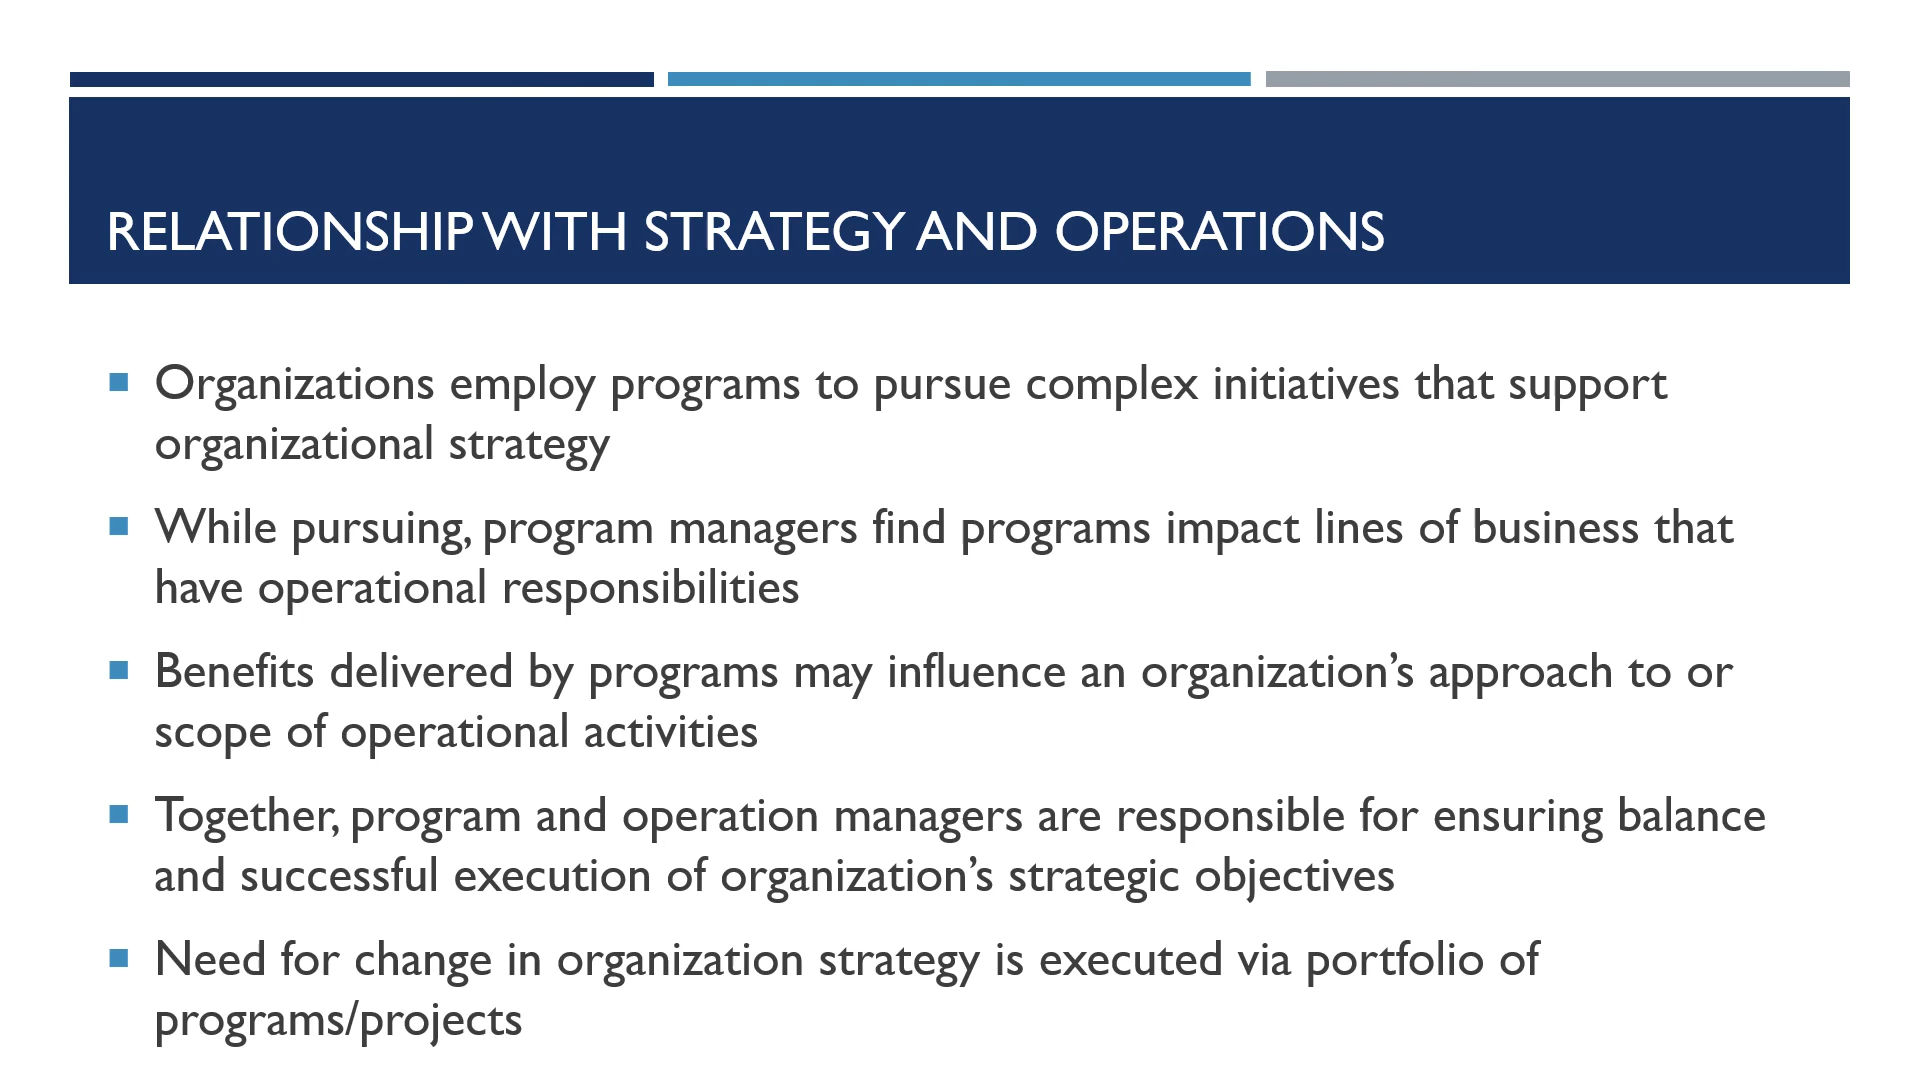 RELATIONSHIP WITH STRATEGY AND OPERATIONS
Organizations employ programs to pursue complex initiatives that support
organizational strategy
While pursuing, program managers find programs impact lines of business that
have operational responsibilities
Benefits delivered by programs may influence an organization’s approach to or
scope of operational activities
Together, program and operation managers are responsible for ensuring balance
and successful execution of organization’s strategic objectives
Need for change in organization strategy is executed via portfolio of
programs/projects